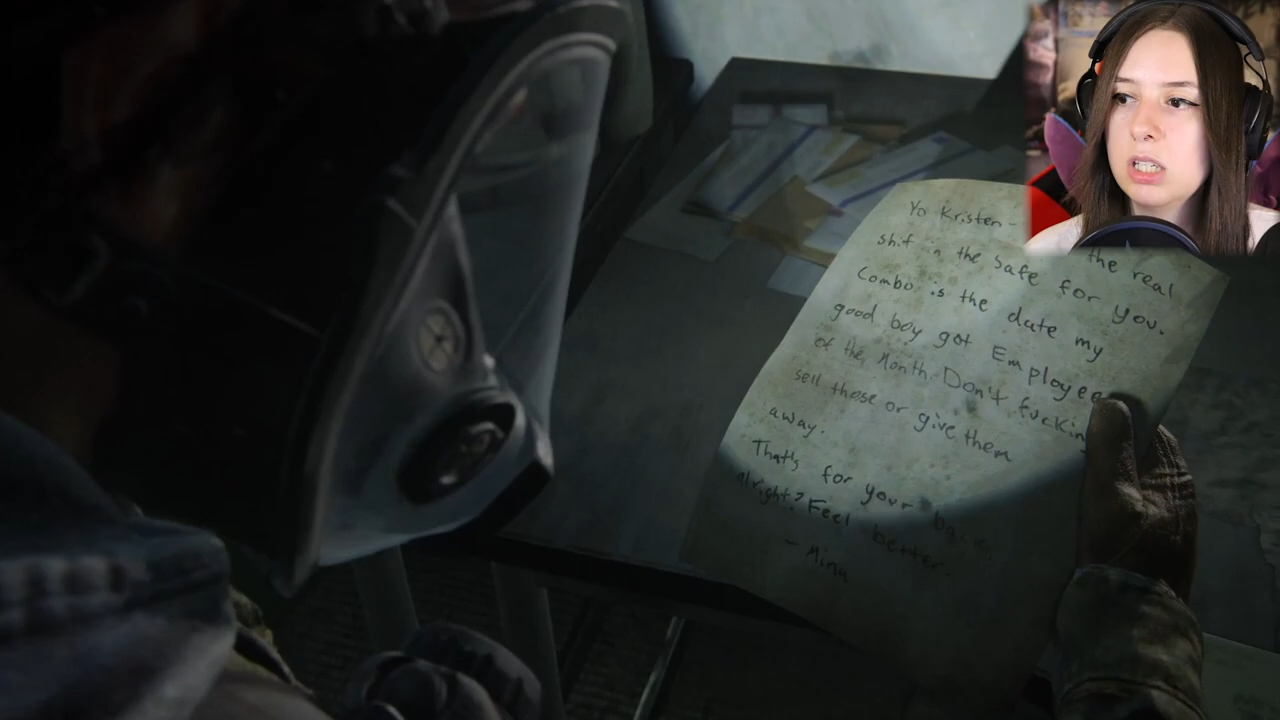 Yo Kristen-
the real
shit in the safe for you.
Combo is the date my
good boy got Employee
of the Month. Don't fucking
sell those or give them
away.
That's for your
alright? Feel better.
- Mina